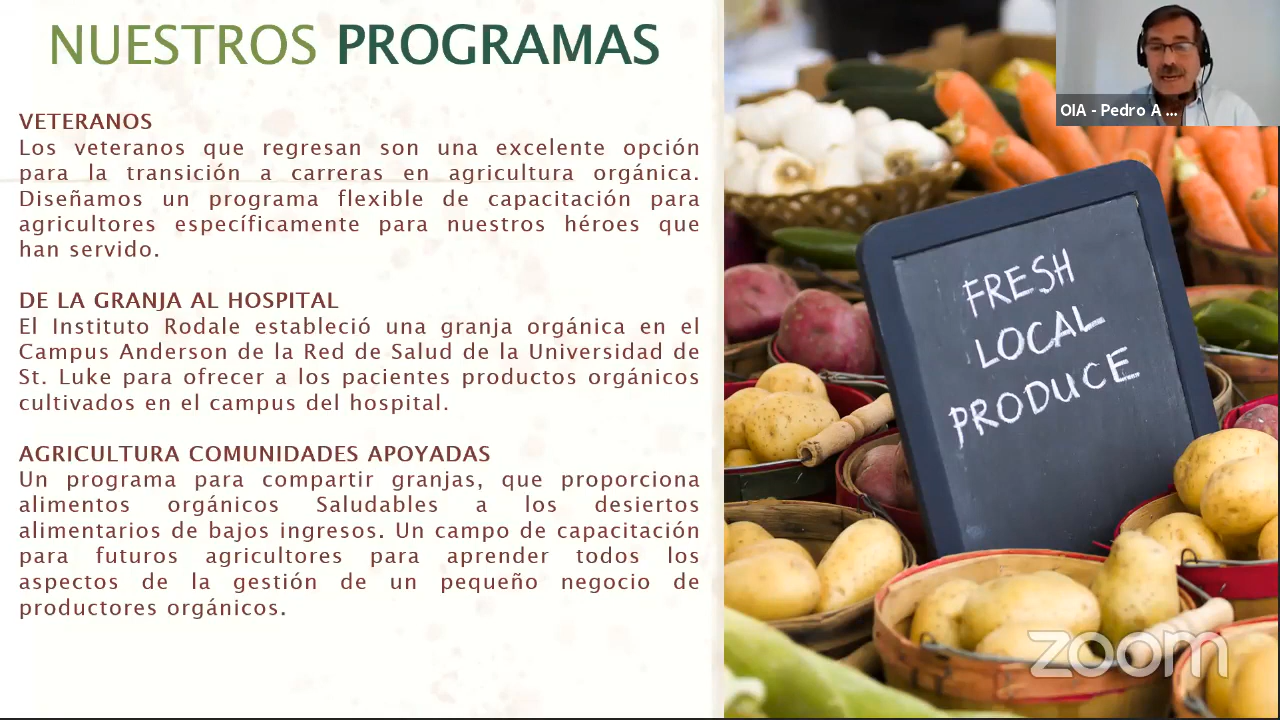 NUESTROS PROGRAMAS
VETERANOS
Los veteranos que regresan son una excelente opción
para la transición a carreras en agricultura orgánica.
Diseñamos un programa flexible de capacitación para
agricultores específicamente para nuestros héroes que
han servido.
DE LA GRANJA AL HOSPITAL
El Instituto Rodale estableció una granja orgánica en el
Campus Anderson de la Red de Salud de la Universidad de
St. Luke para ofrecer a los pacientes productos orgánicos
cultivados en el campus del hospital.
AGRICULTURA COMUNIDADES APOYADAS
Un programa para compartir granjas, que proporciona
alimentos orgánicos Saludables a los desiertos
alimentarios de bajos ingresos. Un campo de capacitación
para futuros agricultores para aprender todos los
aspectos de la gestión de un pequeño negocio de
productores orgánicos.
OIA - Pedro A ...
FRESH
LOCAL
PRODUCE
zoom